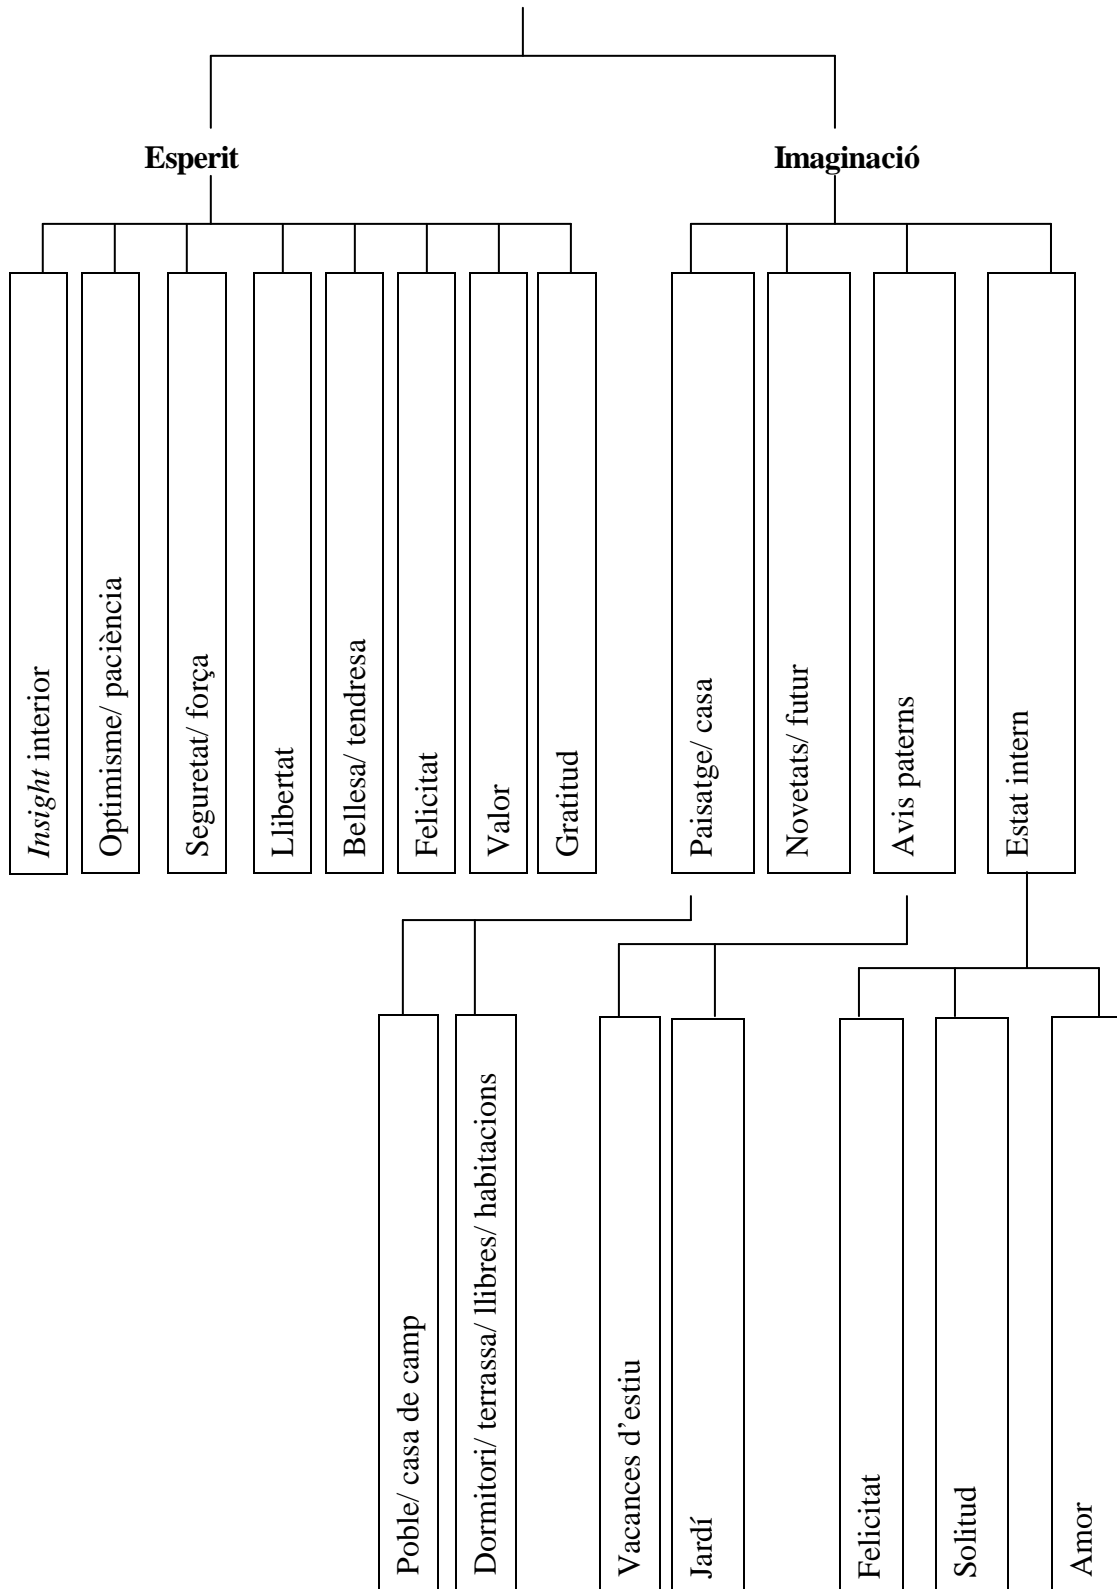 Esperit
Imaginació
Insight interior
Optimisme/ paciència
Seguretat/ força
Llibertat
Bellesa/ tendresa
Felicitat
Valor
Gratitud
Paisatge/ casa
Novetats/ futur
Avis paterns
Estat intern
Poble/ casa de camp
Dormitori/ terrassa/ llibres/ habitacions
Vacances d’estiu
Jardí
Felicitat
Solitud
Amor